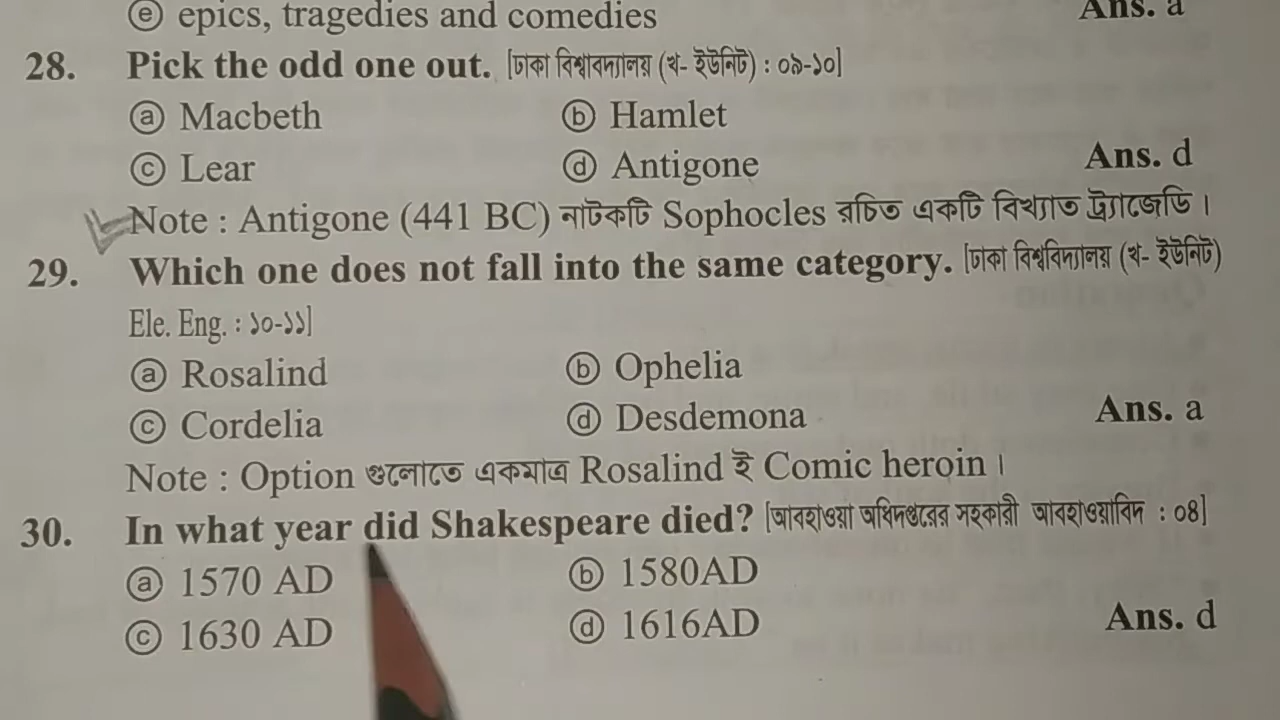 ⓔ epics, tragedies and comedies Ans. a
28. Pick the odd one out. [ঢাকা বিশ্ববিদ্যালয় (খ- ইউনিট) : ০৯-১০]
ⓐ Macbeth ⓑ Hamlet
ⓒ Lear ⓓ Antigone Ans. d
Note : Antigone (441 BC) নাটকটি Sophocles রচিত একটি বিখ্যাত ট্র্যাজেডি।
29. Which one does not fall into the same category. [ঢাকা বিশ্ববিদ্যালয় (খ- ইউনিট)
Ele. Eng. : ১০-১১]
ⓐ Rosalind ⓑ Ophelia
ⓒ Cordelia ⓓ Desdemona Ans. a
Note : Option গুলোতে একমাত্র Rosalind ই Comic heroin।
30. In what year did Shakespeare died? [আবহাওয়া অধিদপ্তরের সহকারী আবহাওয়াবিদ : ০৪]
ⓐ 1570 AD ⓑ 1580AD
ⓒ 1630 AD ⓓ 1616AD Ans. d